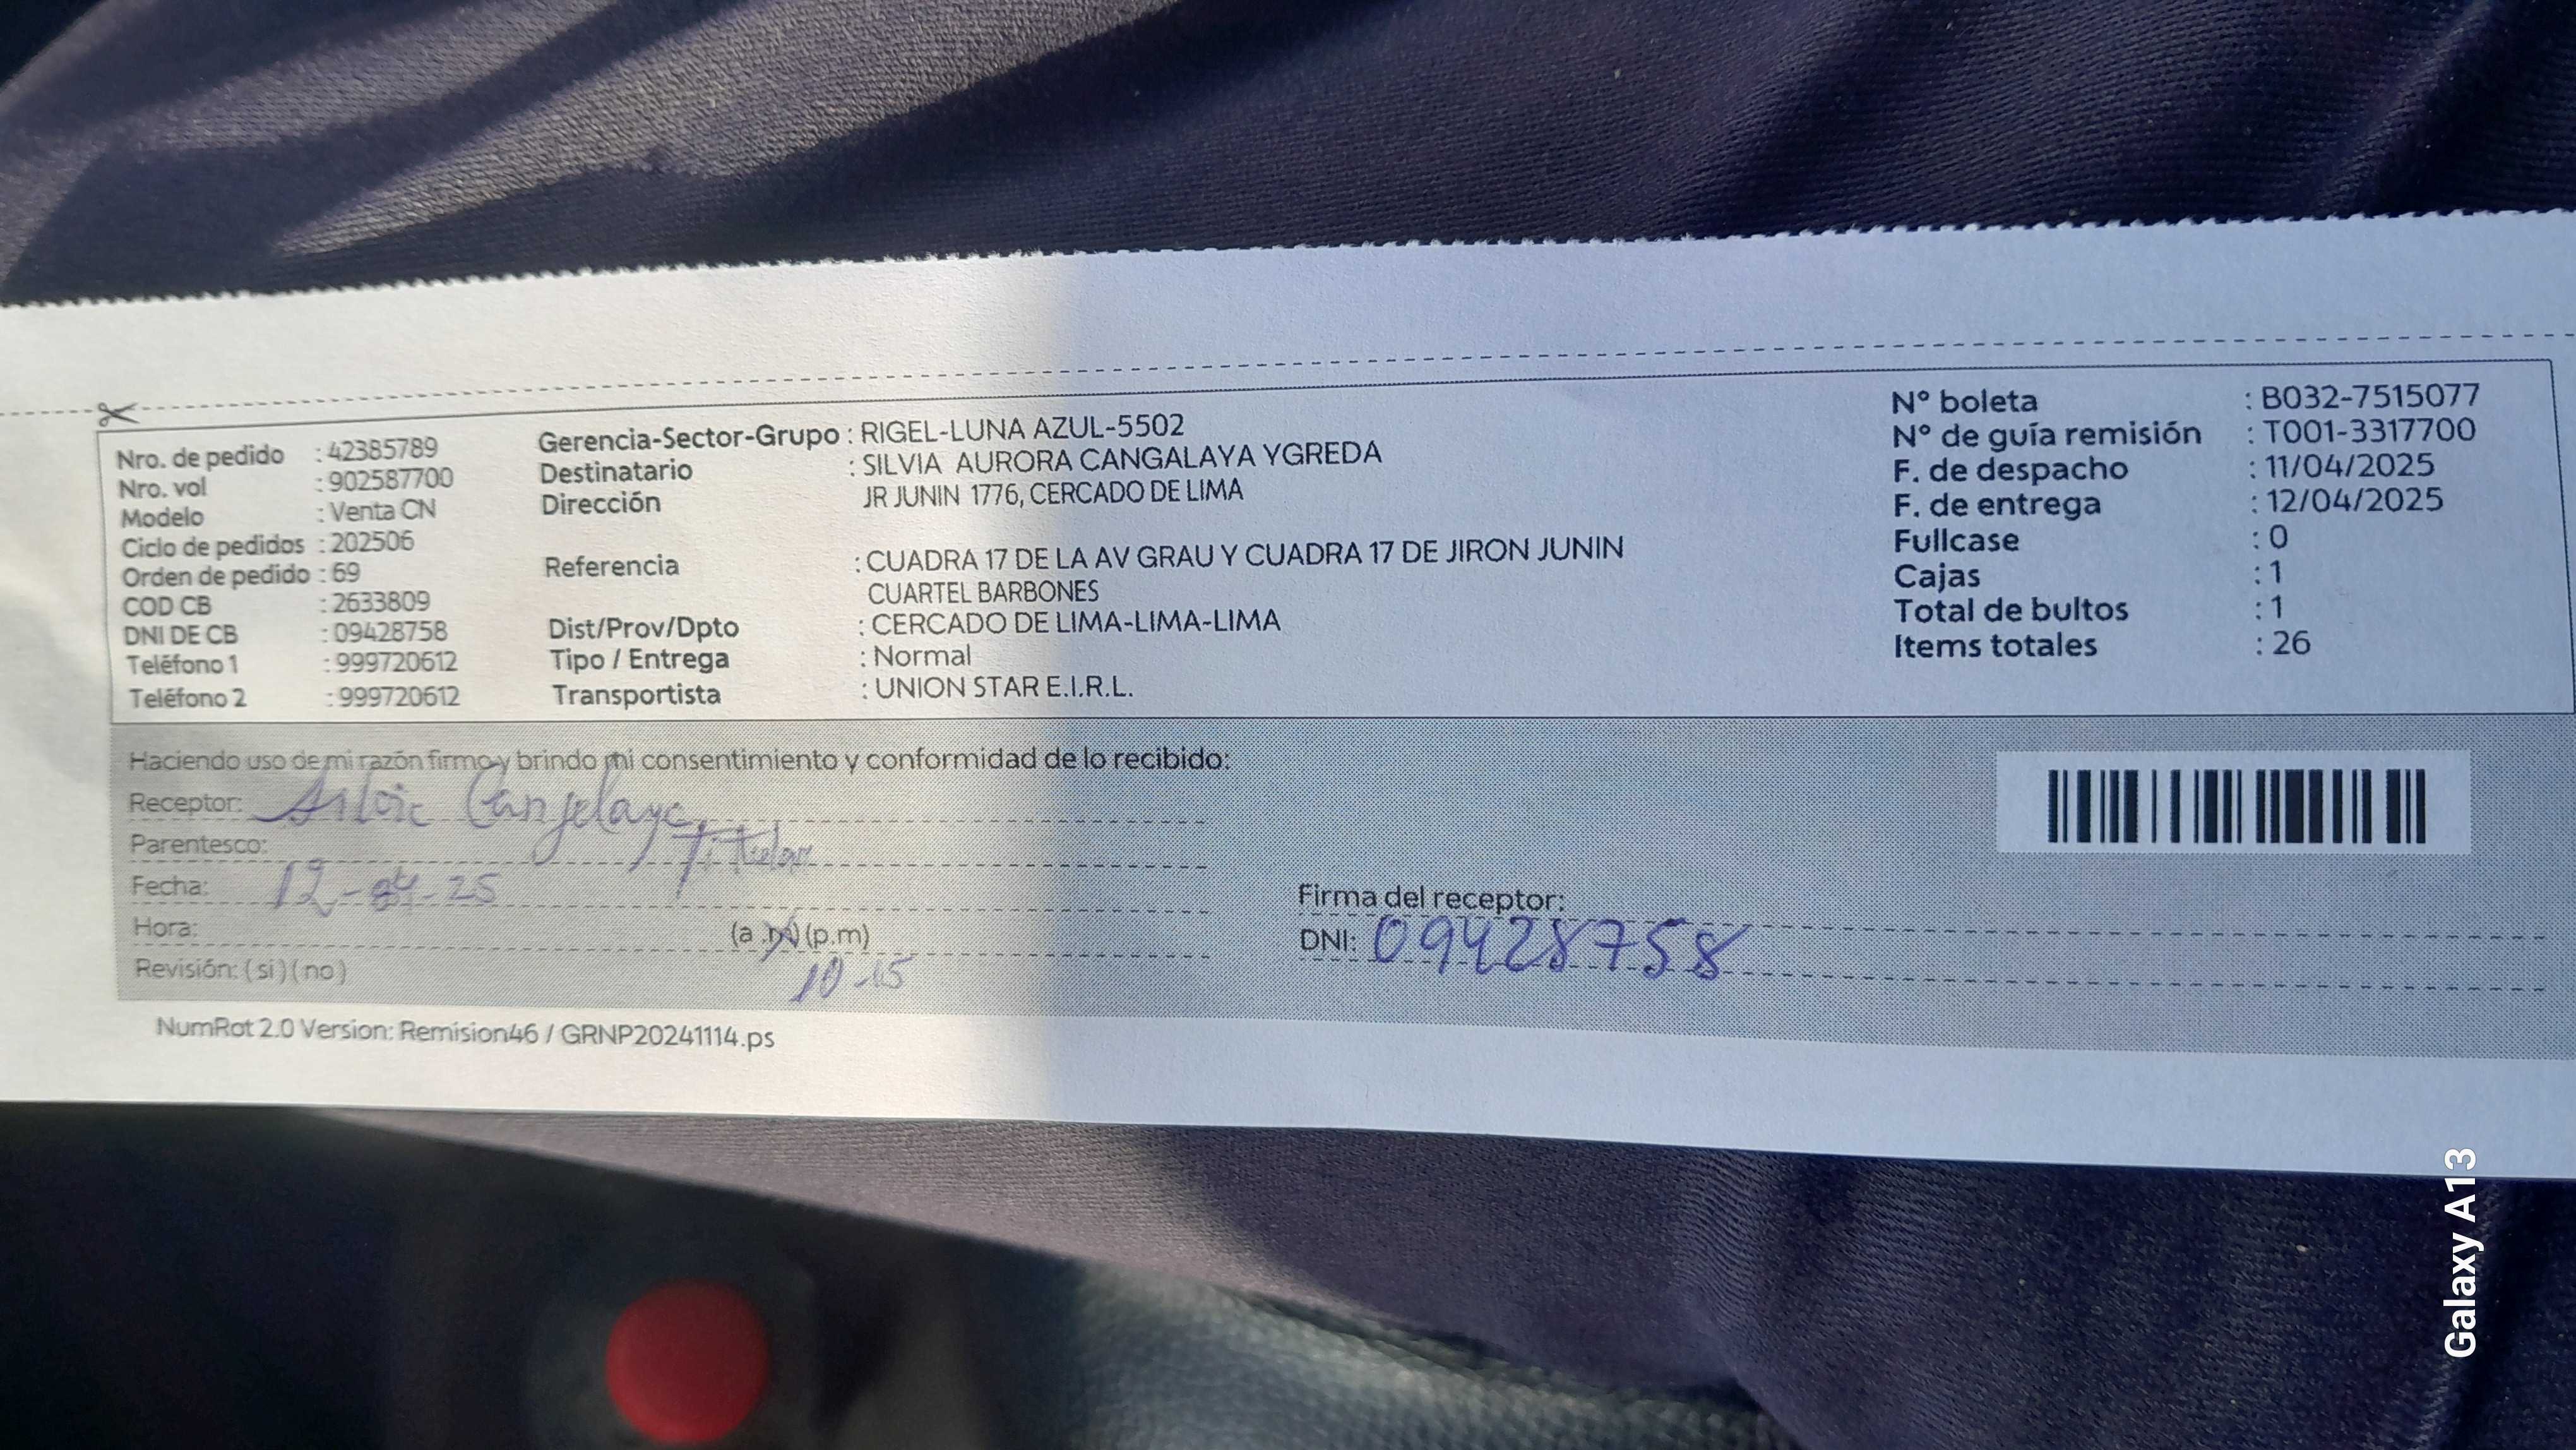 Nro. de pedido : 42385789
Nro. vol : 902587700
Modelo : Venta CN
Ciclo de pedidos : 202506
Orden de pedido : 69
COD CB : 2633809
DNI DE CB : 09428758
Teléfono 1 : 999720612
Teléfono 2 : 999720612
Gerencia-Sector-Grupo : RIGEL-LUNA AZUL-5502
Destinatario : SILVIA AURORA CANGALAYA YGREDA
Dirección JR JUNIN 1776, CERCADO DE LIMA
Referencia : CUADRA 17 DE LA AV GRAU Y CUADRA 17 DE JIRON JUNIN
CUARTEL BARBONES
Dist/Prov/Dpto : CERCADO DE LIMA-LIMA-LIMA
Tipo / Entrega : Normal
Transportista : UNION STAR E.I.R.L.
N° boleta : B032-7515077
N° de guía remisión : T001-3317700
F. de despacho : 11/04/2025
F. de entrega : 12/04/2025
Fullcase : 0
Cajas : 1
Total de bultos : 1
Items totales : 26
Haciendo uso de mi razón firmo y brindo mi consentimiento y conformidad de lo recibido:
Receptor: Silvia Cangalaya
Parentesco: Titular
Fecha: 12-04-25
Hora: (a.m) (p.m)
10-15
Revisión: (si) (no)
Firma del receptor:
DNI: 09428758
NumRot 2.0 Version: Remision46 / GRNP20241114.ps
Galaxy A13